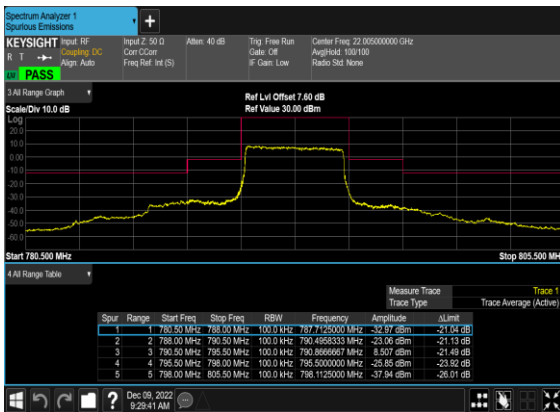 Spectrum Analyzer 1
Spurious Emissions
KEYSIGHT Input: RF Input Z: 50 Ω Atten: 40 dB Trig: Free Run Center Freq: 22.005000000 GHz
R T Coupling: DC Corr CCorr Gate: Off Avg|Hold: 100/100
Align: Auto Freq Ref: Int (S) IF Gain: Low Radio Std: None
PASS
3 All Range Graph
Ref Lvl Offset 7.60 dB
Scale/Div 10.0 dB Ref Value 30.00 dBm
Log
20.0
10.0
0.00
-10.0
-20.0
-30.0
-40.0
-50.0
-60.0
Start 780.500 MHz Stop 805.500 MH
4 All Range Table
Measure Trace Trace 1
Trace Type Trace Average (Active)
Spur Range Start Freq Stop Freq RBW Frequency Amplitude ΔLimit
1 1 780.50 MHz 788.00 MHz 100.0 kHz 787.7125000 MHz -32.97 dBm -21.04 dB
2 2 788.00 MHz 790.50 MHz 100.0 kHz 790.4958333 MHz -23.06 dBm -21.13 dB
3 3 790.50 MHz 795.50 MHz 100.0 kHz 790.8666667 MHz 8.507 dBm -21.49 dB
4 4 795.50 MHz 798.00 MHz 100.0 kHz 795.5000000 MHz -25.85 dBm -23.92 dB
5 5 798.00 MHz 805.50 MHz 100.0 kHz 798.1125000 MHz -37.94 dBm -26.01 dB
Dec 09, 2022
9:29:41 AM